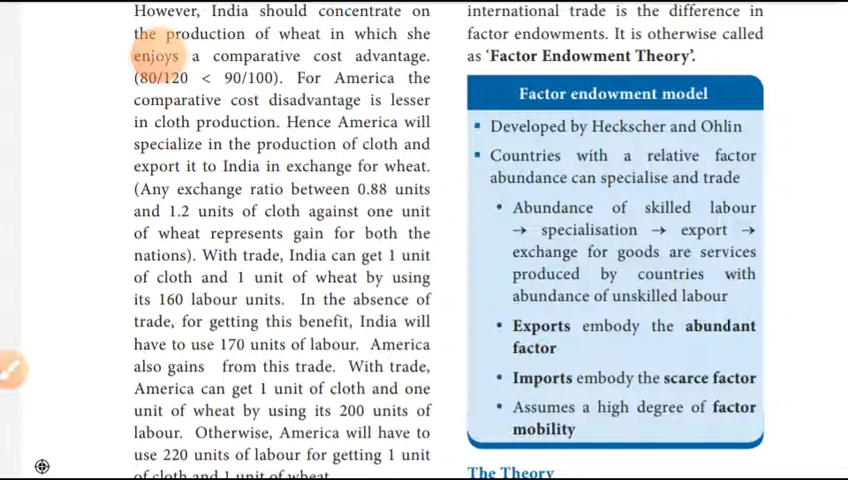 However, India should concentrate on
the production of wheat in which she
enjoys a comparative cost advantage.
(80/120 < 90/100). For America the
comparative cost disadvantage is lesser
in cloth production. Hence America will
specialize in the production of cloth and
export it to India in exchange for wheat.
(Any exchange ratio between 0.88 units
and 1.2 units of cloth against one unit
of wheat represents gain for both the
nations). With trade, India can get 1 unit
of cloth and 1 unit of wheat by using
its 160 labour units. In the absence of
trade, for getting this benefit, India will
have to use 170 units of labour. America
also gains from this trade. With trade,
America can get 1 unit of cloth and one
unit of wheat by using its 200 units of
labour. Otherwise, America will have to
use 220 units of labour for getting 1 unit
of cloth and 1 unit of wheat.
international trade is the difference in
factor endowments. It is otherwise called
as ‘Factor Endowment Theory’.
Factor endowment model
▪ Developed by Heckscher and Ohlin
▪ Countries with a relative factor
abundance can specialise and trade
• Abundance of skilled labour
→ specialisation → export →
exchange for goods are services
produced by countries with
abundance of unskilled labour
• Exports embody the abundant
factor
• Imports embody the scarce factor
• Assumes a high degree of factor
mobility
The Theory